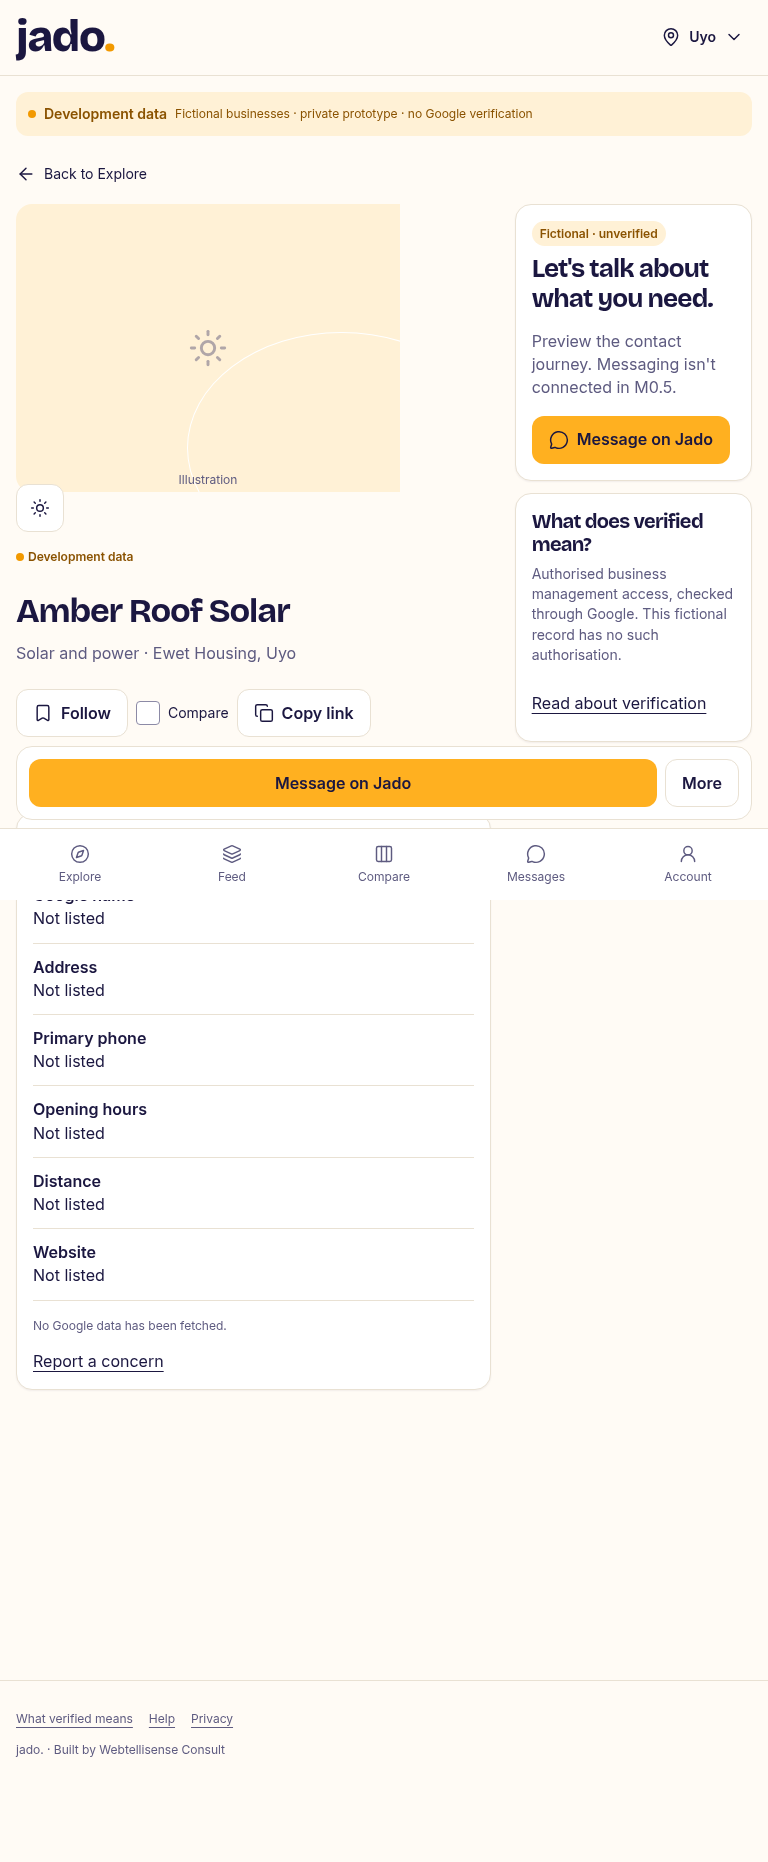 jado.
Uyo
Development data Fictional businesses · private prototype · no Google verification
Back to Explore
Illustration
Development data
Amber Roof Solar
Solar and power · Ewet Housing, Uyo
Follow
Compare
Copy link
Fictional · unverified
Let's talk about
what you need.
Preview the contact
journey. Messaging isn't
connected in M0.5.
Message on Jado
What does verified
mean?
Authorised business
management access, checked
through Google. This fictional
record has no such
authorisation.
Read about verification
Message on Jado
More
Explore
Feed
Compare
Messages
Account
Not listed
Address
Not listed
Primary phone
Not listed
Opening hours
Not listed
Distance
Not listed
Website
Not listed
No Google data has been fetched.
Report a concern
What verified means Help Privacy
jado. · Built by Webtellisense Consult